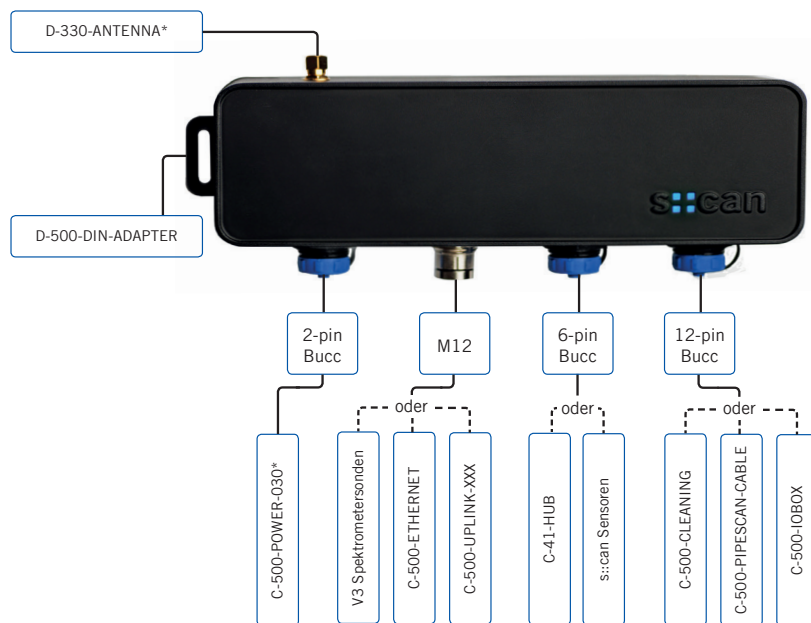 D-330-ANTENNA*
s::can
D-500-DIN-ADAPTER
2-pin
Bucc
M12
6-pin
Bucc
12-pin
Bucc
oder
oder
oder
C-500-POWER-030*
V3 Spektrometersonden
C-500-ETHERNET
C-500-UPLINK-XXX
C-41-HUB
s::can Sensoren
C-500-CLEANING
C-500-PIPESCAN-CABLE
C-500-IOBOX